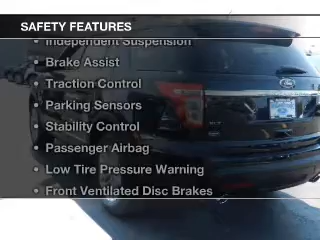 SAFETY FEATURES
Independent Suspension
• Brake Assist
• Traction Control
• Parking Sensors
• Stability Control
• Passenger Airbag
• Low Tire Pressure Warning
• Front Ventilated Disc Brakes
Ford